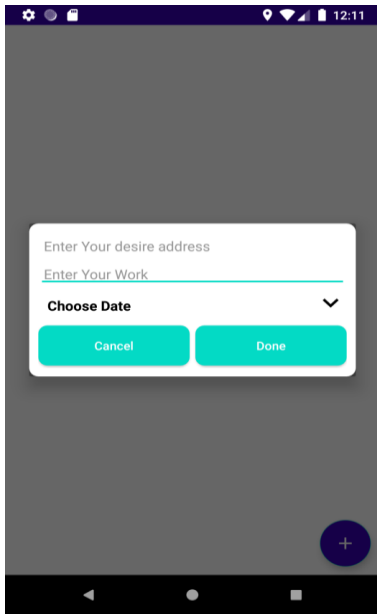 12:11
Enter Your desire address
Enter Your Work
Choose Date
Cancel
Done
+